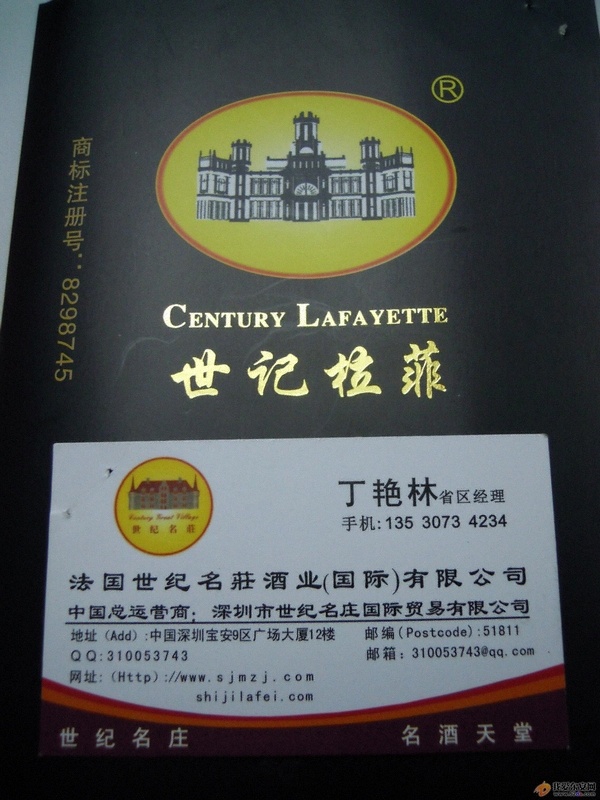 ®
商标注册号：8298745
CENTURY LAFAYETTE
世记拉菲
丁艳林省区经理
手机:135 3073 4234
Century Great Village
世纪名莊
法国世纪名莊酒业(国际)有限公司
中国总运营商：深圳市世纪名庄国际贸易有限公司
地址（Add）:中国深圳宝安9区广场大厦12楼 邮编(Postcode):51811
QQ:310053743 邮箱：310053743@qq.com
网址:（Http）://www.sjmzj.com
shijilafei.com
世纪名庄 名酒天堂